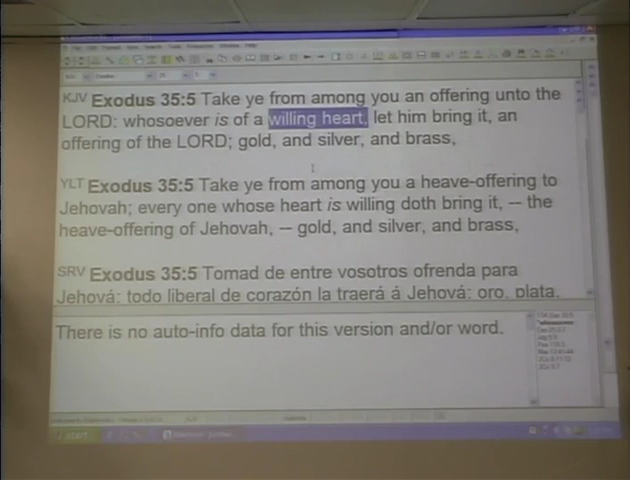 KJV Exodus 35:5 Take ye from among you an offering unto the
LORD: whosoever is of a willing heart, let him bring it, an
offering of the LORD; gold, and silver, and brass,
YLT Exodus 35:5 Take ye from among you a heave-offering to
Jehovah; every one whose heart is willing doth bring it, -- the
heave-offering of Jehovah, -- gold, and silver, and brass,
SRV Exodus 35:5 Tomad de entre vosotros ofrenda para
Jehová: todo liberal de corazón la traerá á Jehová: oro, plata,
There is no auto-info data for this version and/or word.
start